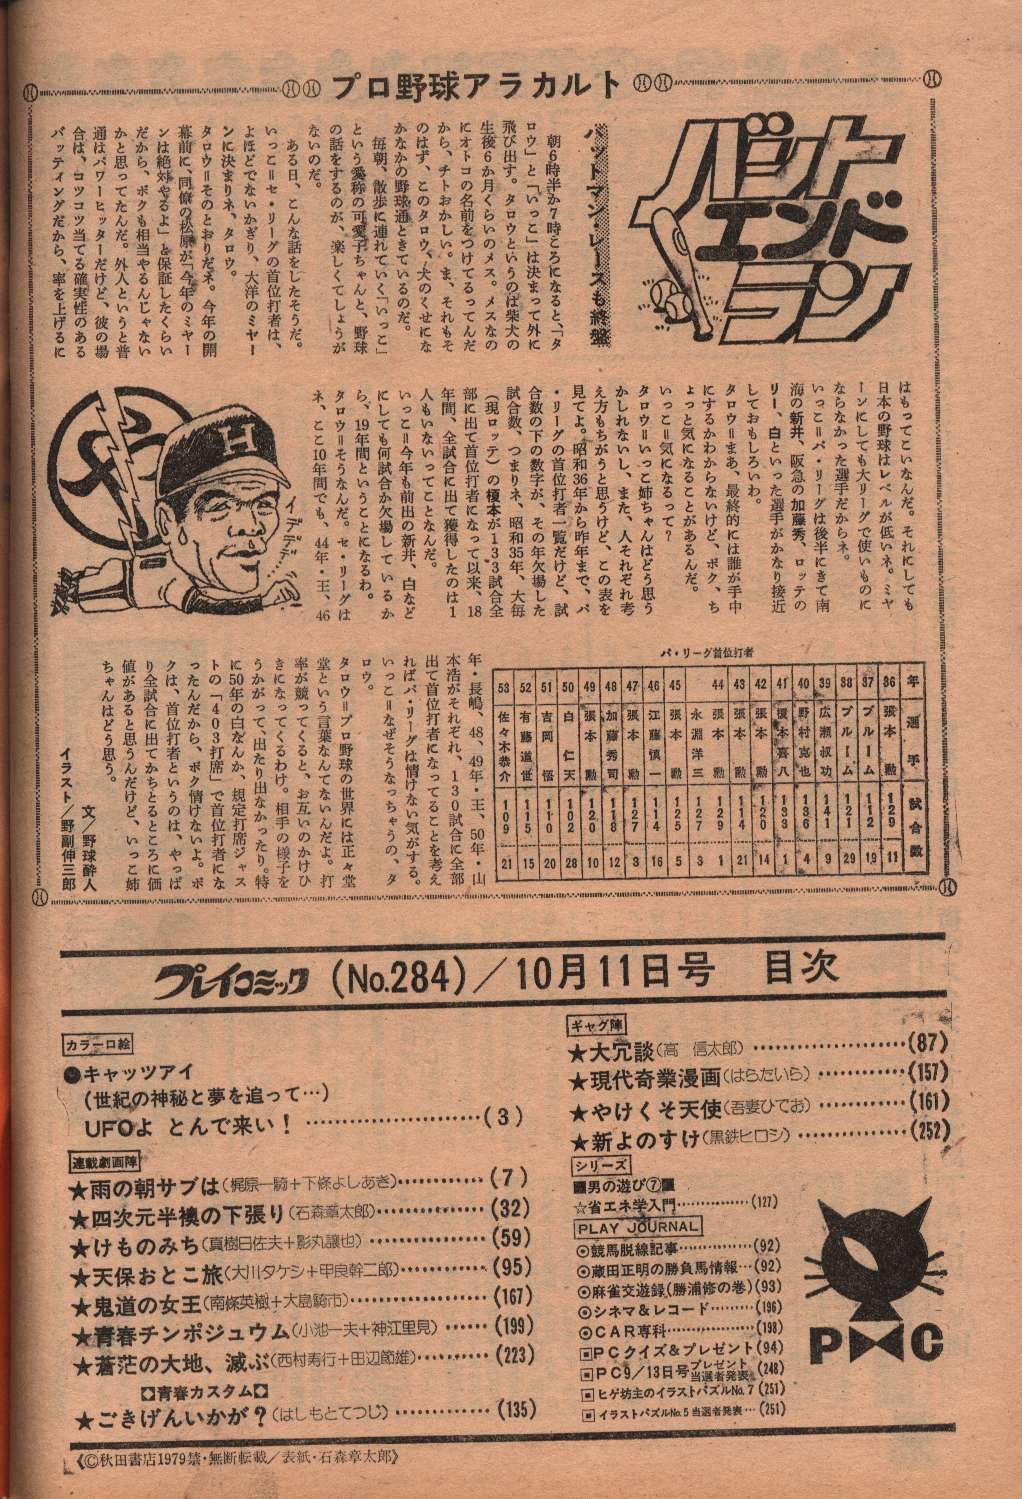 プロ野球アラカルト
バットエンドラン
バットマン・レースも終盤
朝6時半か7時ころになると、「タ
ロウ」と「いっこ」は決まって外に
飛び出す。タロウというのは柴犬の
生後6か月くらいのメス。メスなの
にオトコの名前をつけてるってんだ
から、チトおかしい。ま、それもそ
のはず、このタロウ、犬のくせにな
かなかの野球通ときているのだ。
毎朝、散歩に連れていく「いっこ」
という愛称の可愛子ちゃんと、野球
の話をするのが、楽しくてしょうが
ないのだ。
ある日、こんな話をしたそうだ。
いっこ=セ・リーグの首位打者は、
よほどでないかぎり、大洋のミヤー
ンに決まりネ、タロウ。
タロウ=そのとおりだネ。今年の開
幕前に、同僚の松原が「今年のミヤー
ンは絶対やるよ」と保証したくらい
だから、ボクも相当やるんじゃない
かと思ってたんだ。外人というと普
通はパワーヒッターだけど、彼の場
合は、コツコツ当てる確実性のある
バッティングだから、率を上げるに
はもってこいなんだ。それにしても
日本の野球はレベルが低いネ。ミヤ
ーンにしても大リーグで使いものに
ならなかった選手だからネ。
いっこ=パ・リーグは後半にきて南
海の新井、阪急の加藤秀、ロッテの
リー、白といった選手がかなり接近
しておもしろいわ。
タロウ=まあ、最終的には誰が手中
にするかわからないけど、ボク、ち
ょっと気になることがあるんだ。
いっこ=気になるって?
タロウ=いっこ姉ちゃんはどう思う
かしれないし、また、人それぞれ考
え方もちがうと思うけど、この表を
見てよ。昭和36年から昨年まで、パ
・リーグの首位打者一覧だけど、試
合数の下の数字が、その年欠場した
試合数、つまりネ、昭和35年、大毎
(現ロッテ)の榎本が133試合全
部に出て首位打者になって以来、18
年間、全試合に出て獲得したのは1
人もいないってことなんだ。
いっこ=今年も前出の新井、白など
にしても何試合か欠場しているか
ら、19年間ということになるわ。
タロウ=そうなんだ。セ・リーグは
ネ、ここ10年間でも、44年・王、46
年・長嶋、48、49年・王、50年・山
本浩がそれぞれ、130試合に全部
出て首位打者になってることを考え
ればパ・リーグは情けない気がする。
いっこ=なぜそうなっちゃうの、タ
ロウ。
タロウ=プロ野球の世界には正々堂
堂という言葉なんてないんだよ。打
率が競ってくると、お互いのかけひ
きになってくるわけ。相手の様子を
うかがって、出たり出なかったり。特
に50年の白なんか、規定打席ジャス
トの「403打席」で首位打者にな
ったんだから、ボク情けないよ。ボ
クは、首位打者というのは、やっぱ
り全試合に出てかちとるところに価
値があると思うんだけど、いっこ姉
ちゃんはどう思う。
文/野球酔人
イラスト/野副伸三郎
H
イデデデ
パ・リーグ首位打者
年 選手 試合数
36 張本 勲 129 11
37 ブルーム 112 19
38 ブルーム 121 29
39 広瀬叔功 141 9
40 野村克也 136 4
41 榎本喜八 133 1
42 張本 勲 120 14
43 張本 勲 114 21
44 張本 勲 129 1
永淵洋三 127 3
45 張本 勲 125 5
46 江藤慎一 114 16
47 張本 勲 127 3
48 加藤秀司 118 12
49 張本 勲 120 10
50 白 仁天 102 28
51 吉岡 悟 110 20
52 有藤道世 115 15
53 佐々木恭介 109 21
プレイコミック(No.284)/10月11日号 目次
カラー口絵
●キャッツアイ
(世紀の神秘と夢を追って…)
UFOよ とんで来い!…………(3)
連載劇画陣
★雨の朝サブは(梶原一騎+下條よしあき)…………(7)
★四次元半襖の下張り(石森章太郎)…………(32)
★けものみち(真樹日佐夫+影丸譲也)…………(59)
★天保おとこ旅(大川タケシ+甲良幹二郎)…………(95)
★鬼道の女王(南條英樹+大島騎市)…………(167)
★青春チンポジュウム(小池一夫+神江里見)……(199)
★蒼茫の大地、滅ぶ(西村寿行+田辺節雄)……(223)
青春カスタム
★ごきげんいかが?(はしもとてつじ)…………(135)
ギャグ陣
★大冗談(高 信太郎)…………(87)
★現代奇業漫画(はらたいら)…………(157)
★やけくそ天使(吾妻ひでお)…………(161)
★新よのすけ(黒鉄ヒロシ)…………(252)
シリーズ
男の遊び⑦
☆省エネ学入門…………(127)
PLAY JOURNAL
⊙競馬脱線記事…………(92)
⊙蔵田正明の勝負馬情報…(92)
⊙麻雀交遊録(勝浦修の巻)(93)
⊙シネマ&レコード………(196)
⊙CAR専科…………(198)
▣PCクイズ&プレゼント(94)
▣PC9/13日号プレゼント当選者発表…(248)
▣ヒゲ坊主のイラストパズルNo.7(251)
▣イラストパズルNo.5当選者発表…(251)
P C
《©秋田書店1979禁・無断転載/表紙・石森章太郎》